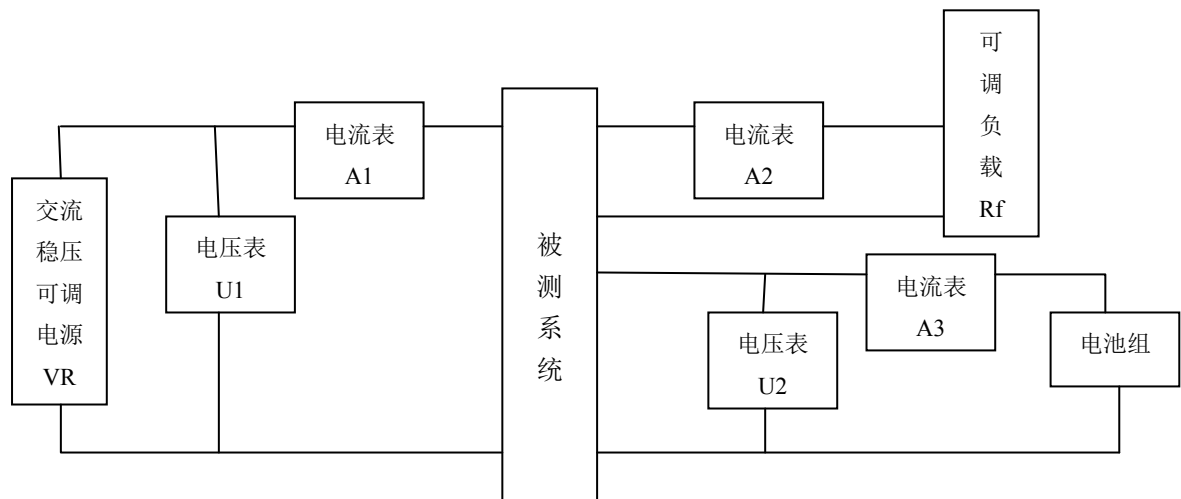 交流
稳压
可调
电源
VR
电压表
U1
电流表
A1
被
测
系
统
电流表
A2
可
调
负
载
Rf
电压表
U2
电流表
A3
电池组